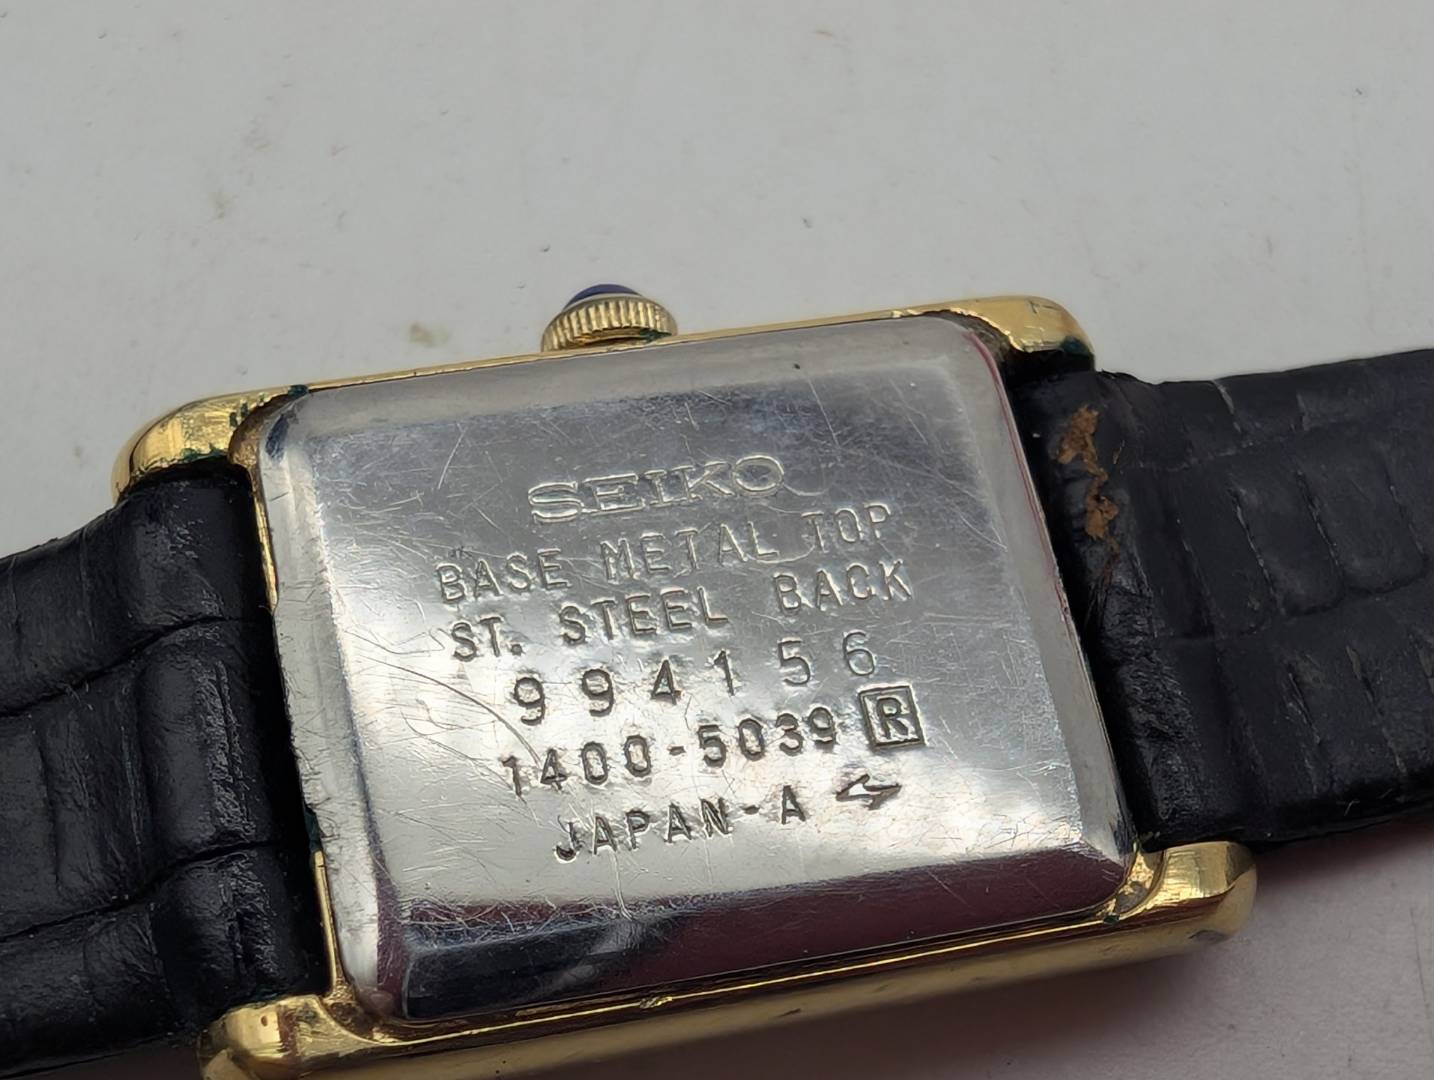 SEIKO
BASE METAL TOP
ST. STEEL BACK
994156
1400-5039 R
JAPAN-A